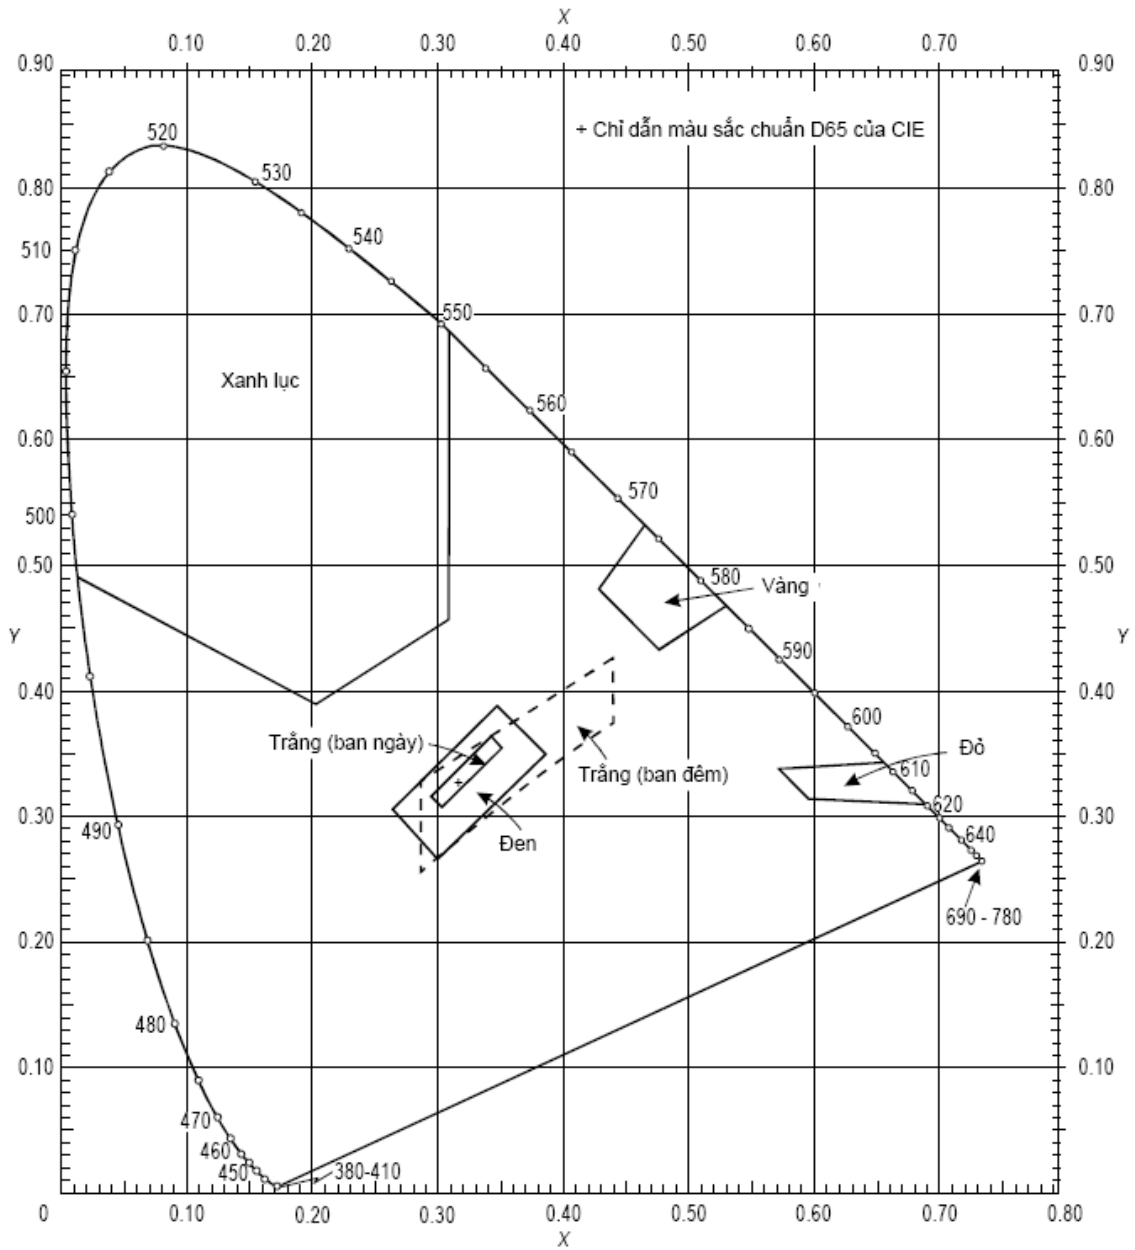 X
0.10 0.20 0.30 0.40 0.50 0.60 0.70
0.90 0.90
+ Chỉ dẫn màu sắc chuẩn D65 của CIE
520
530
0.80 0.80
540
510
550
0.70 0.70
Xanh lục
560
0.60 0.60
570
500
0.50 0.50
580
Vàng
Y Y
590
0.40 0.40
600
Trắng (ban ngày)
Đỏ
Trắng (ban đêm)
610
620
0.30 0.30
490
640
Đen
690 - 780
0.20 0.20
480
0.10 0.10
470
460
450
380-410
0 0.10 0.20 0.30 0.40 0.50 0.60 0.70 0.80
X